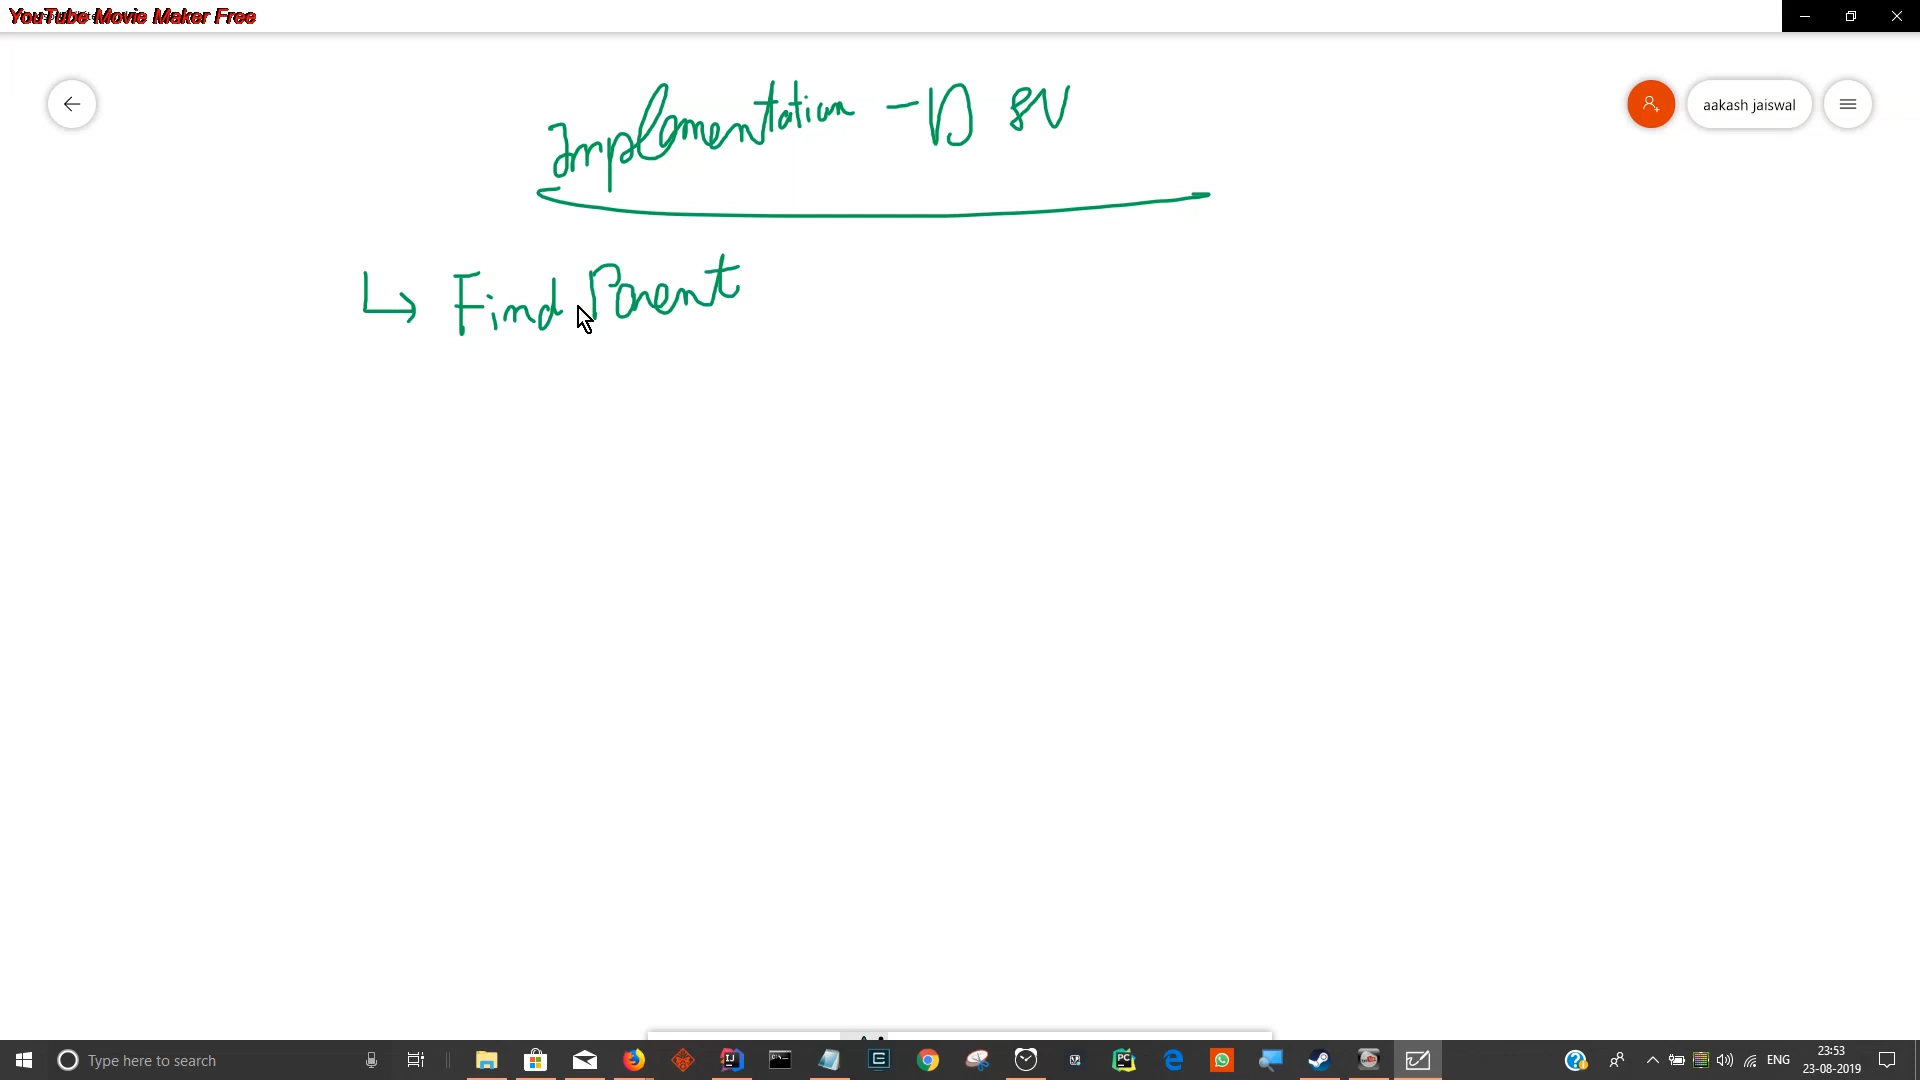 YouTube Movie Maker Free
aakash jaiswal
Implementation - D SU
Find Parent
Type here to search
ENG
23:53
23-08-2019